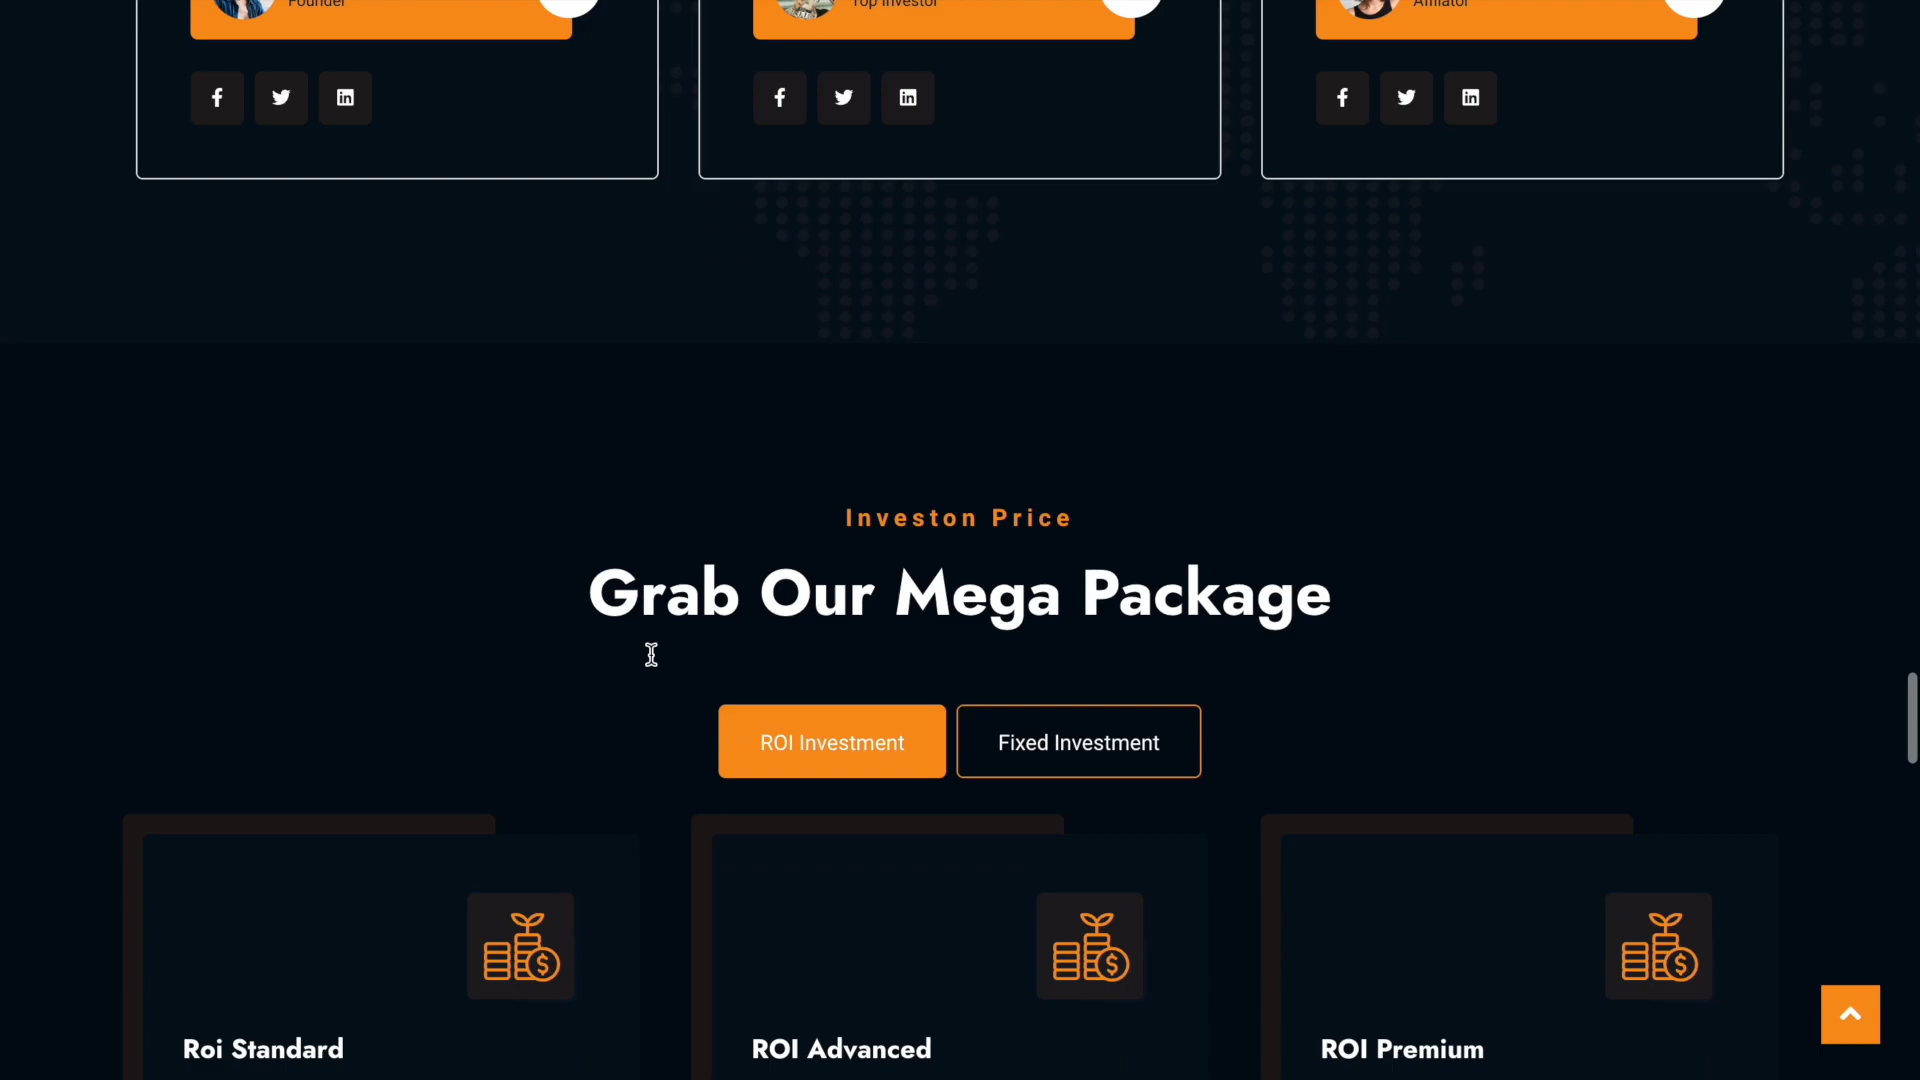 Founder
Top Investor
Affiliator
Investon Price
Grab Our Mega Package
ROI Investment
Fixed Investment
Roi Standard
ROI Advanced
ROI Premium